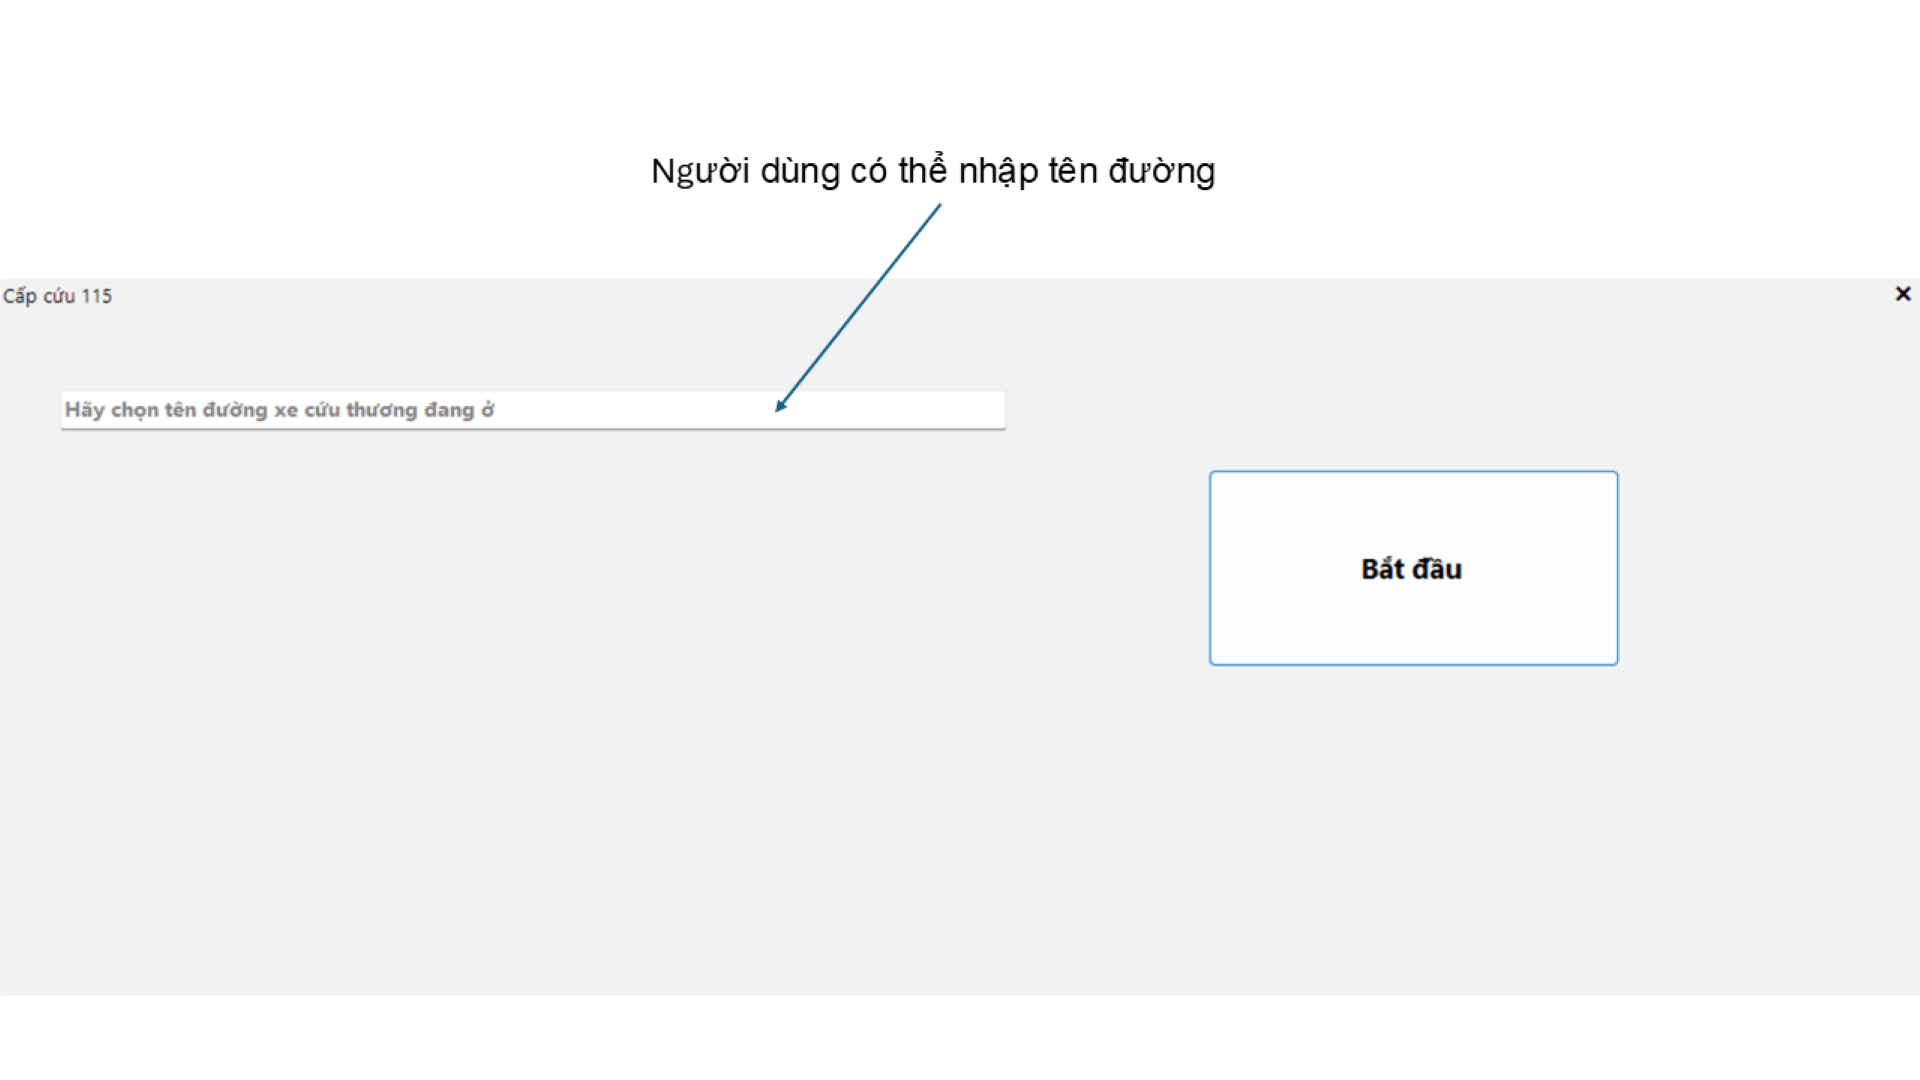 Người dùng có thể nhập tên đường
Cấp cứu 115
Hãy chọn tên đường xe cứu thương đang ở
Bắt đầu